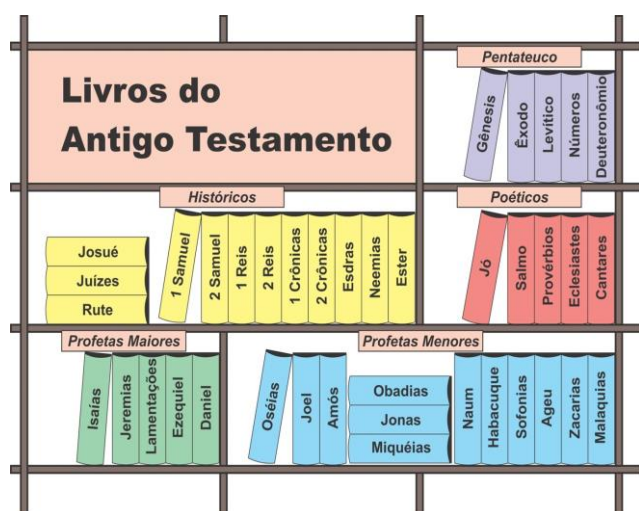 Livros do
Antigo Testamento
Pentateuco
Gênesis
Êxodo
Levítico
Números
Deuteronômio
Históricos
Josué
Juízes
Rute
1 Samuel
2 Samuel
1 Reis
2 Reis
1 Crônicas
2 Crônicas
Esdras
Neemias
Ester
Poéticos
Jó
Salmo
Provérbios
Eclesiastes
Cantares
Profetas Maiores
Isaías
Jeremias
Lamentações
Ezequiel
Daniel
Profetas Menores
Oséias
Joel
Amós
Obadias
Jonas
Miquéias
Naum
Habacuque
Sofonias
Ageu
Zacarias
Malaquias